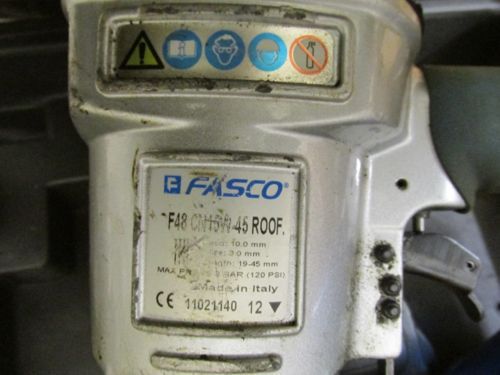 FASCO
F48 CN15W-45 ROOF.
10.0 mm
3.0 mm
19-45 mm
MAX BAR (120 PSI)
Made in Italy
CE 11021140 12 ▼